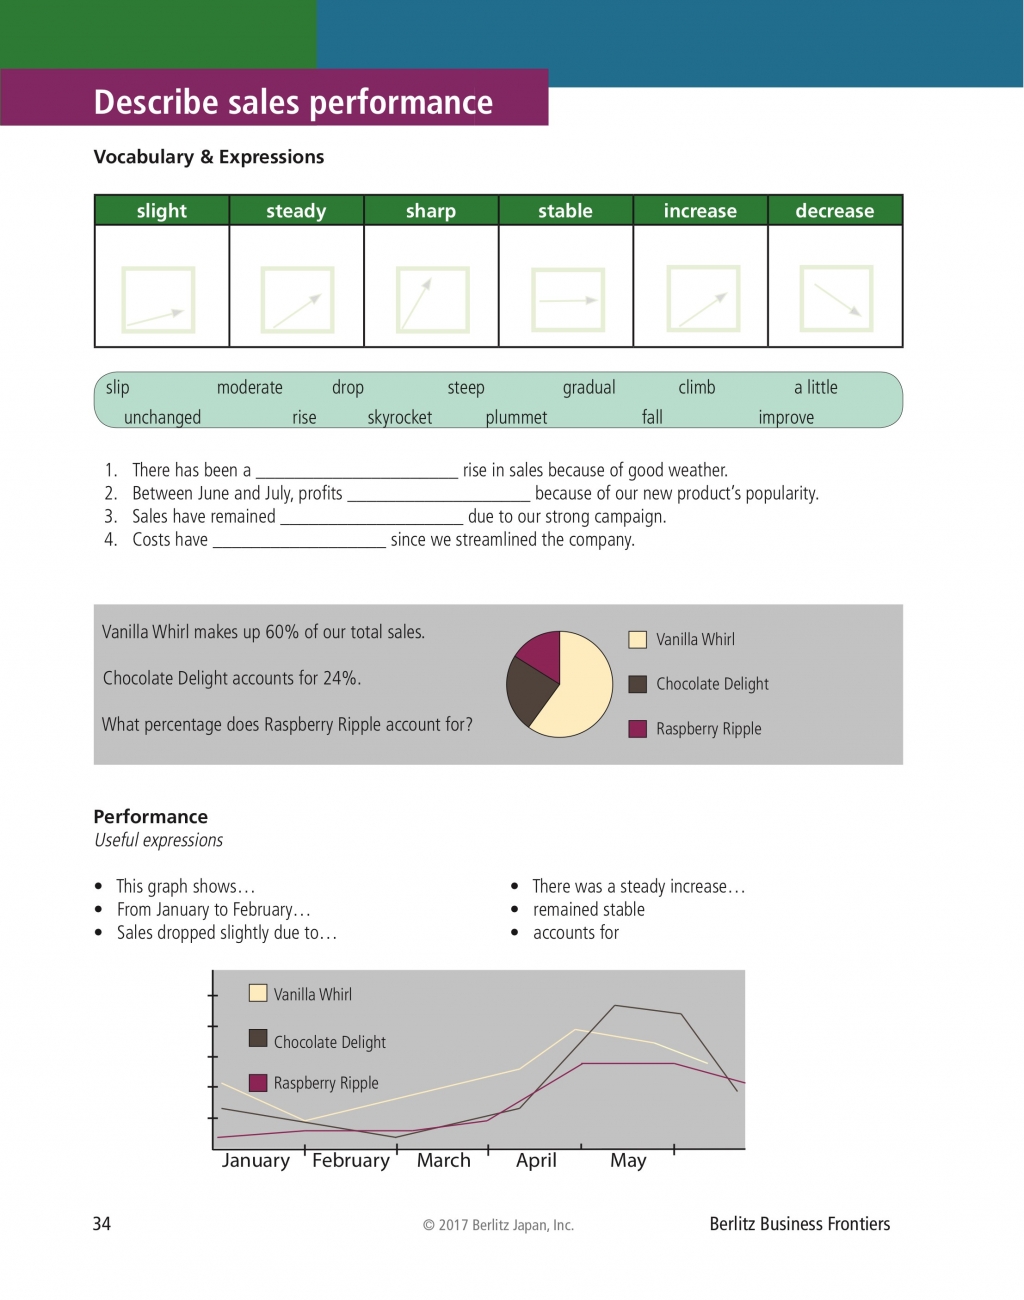 Describe sales performance
Vocabulary & Expressions
slight steady sharp stable increase decrease
slip moderate drop steep gradual climb a little
unchanged rise skyrocket plummet fall improve
1. There has been a ______________________ rise in sales because of good weather.
2. Between June and July, profits ____________________ because of our new product’s popularity.
3. Sales have remained ____________________ due to our strong campaign.
4. Costs have ___________________ since we streamlined the company.
Vanilla Whirl makes up 60% of our total sales.
Chocolate Delight accounts for 24%.
What percentage does Raspberry Ripple account for?
Vanilla Whirl
Chocolate Delight
Raspberry Ripple
Performance
Useful expressions
• This graph shows…
• From January to February…
• Sales dropped slightly due to…
• There was a steady increase…
• remained stable
• accounts for
Vanilla Whirl
Chocolate Delight
Raspberry Ripple
January February March April May
34 © 2017 Berlitz Japan, Inc. Berlitz Business Frontiers